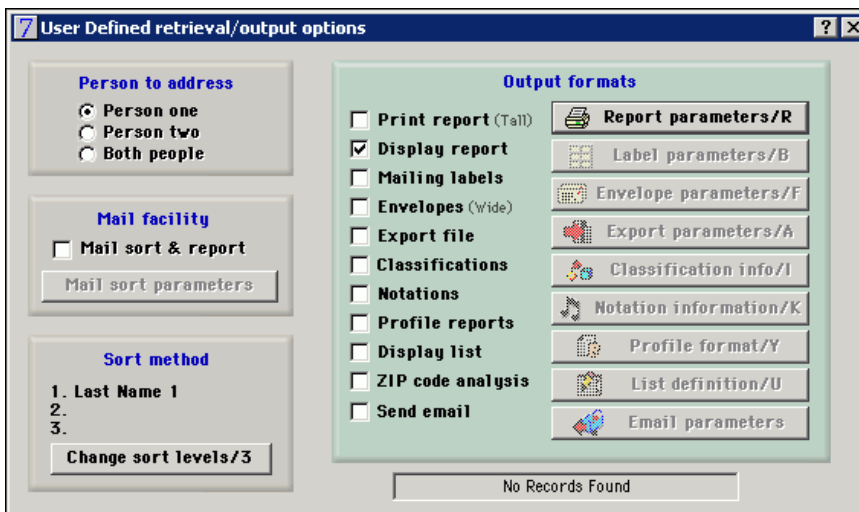 7 User Defined retrieval/output options
Person to address
Person one
Person two
Both people
Mail facility
Mail sort & report
Mail sort parameters
Sort method
1. Last Name 1
2.
3.
Change sort levels/3
Output formats
Print report (Tall)
Display report
Mailing labels
Envelopes (Wide)
Export file
Classifications
Notations
Profile reports
Display list
ZIP code analysis
Send email
Report parameters/R
Label parameters/B
Envelope parameters/F
Export parameters/A
Classification info/I
Notation information/K
Profile format/Y
List definition/U
Email parameters
No Records Found